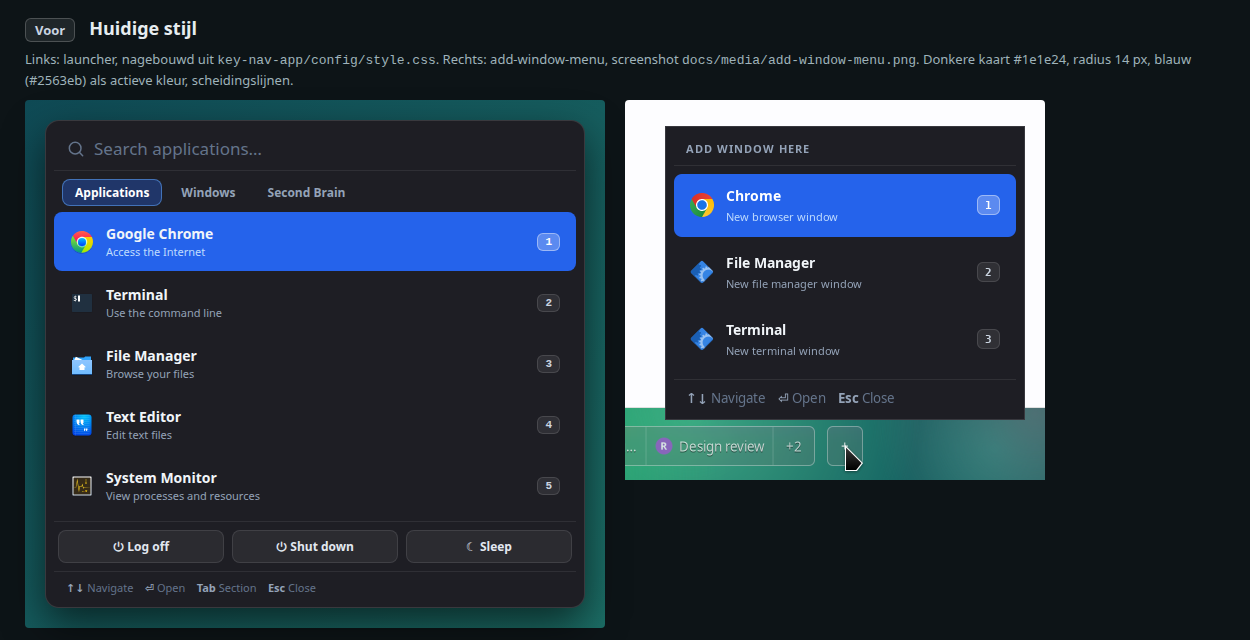 Voor Huidige stijl
Links: launcher, nagebouwd uit key-nav-app/config/style.css. Rechts: add-window-menu, screenshot docs/media/add-window-menu.png. Donkere kaart #1e1e24, radius 14 px, blauw
(#2563eb) als actieve kleur, scheidingslijnen.
Search applications...
Applications Windows Second Brain
Google Chrome
Access the Internet
1
Terminal
Use the command line
2
File Manager
Browse your files
3
Text Editor
Edit text files
4
System Monitor
View processes and resources
5
⏻ Log off ⏻ Shut down ☾ Sleep
↑↓ Navigate ⏎ Open Tab Section Esc Close
ADD WINDOW HERE
Chrome
New browser window
1
File Manager
New file manager window
2
Terminal
New terminal window
3
↑↓ Navigate ⏎ Open Esc Close
... R Design review +2 +